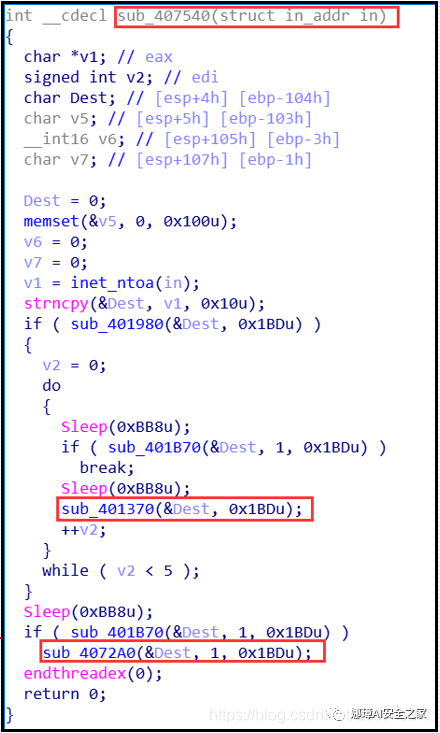 int __cdecl sub_407540(struct in_addr in)
{
char *v1; // eax
signed int v2; // edi
char Dest; // [esp+4h] [ebp-104h]
char v5; // [esp+5h] [ebp-103h]
__int16 v6; // [esp+105h] [ebp-3h]
char v7; // [esp+107h] [ebp-1h]
Dest = 0;
memset(&v5, 0, 0x100u);
v6 = 0;
v7 = 0;
v1 = inet_ntoa(in);
strncpy(&Dest, v1, 0x10u);
if ( sub_401980(&Dest, 0x1BDu) )
{
v2 = 0;
do
{
Sleep(0xBB8u);
if ( sub_401B70(&Dest, 1, 0x1BDu) )
break;
Sleep(0xBB8u);
sub_401370(&Dest, 0x1BDu);
++v2;
}
while ( v2 < 5 );
}
Sleep(0xBB8u);
if ( sub_401B70(&Dest, 1, 0x1BDu) )
sub_4072A0(&Dest, 1, 0x1BDu);
endthreadex(0);
return 0;
}
https://blog.csdn
娜璋AI安全之家